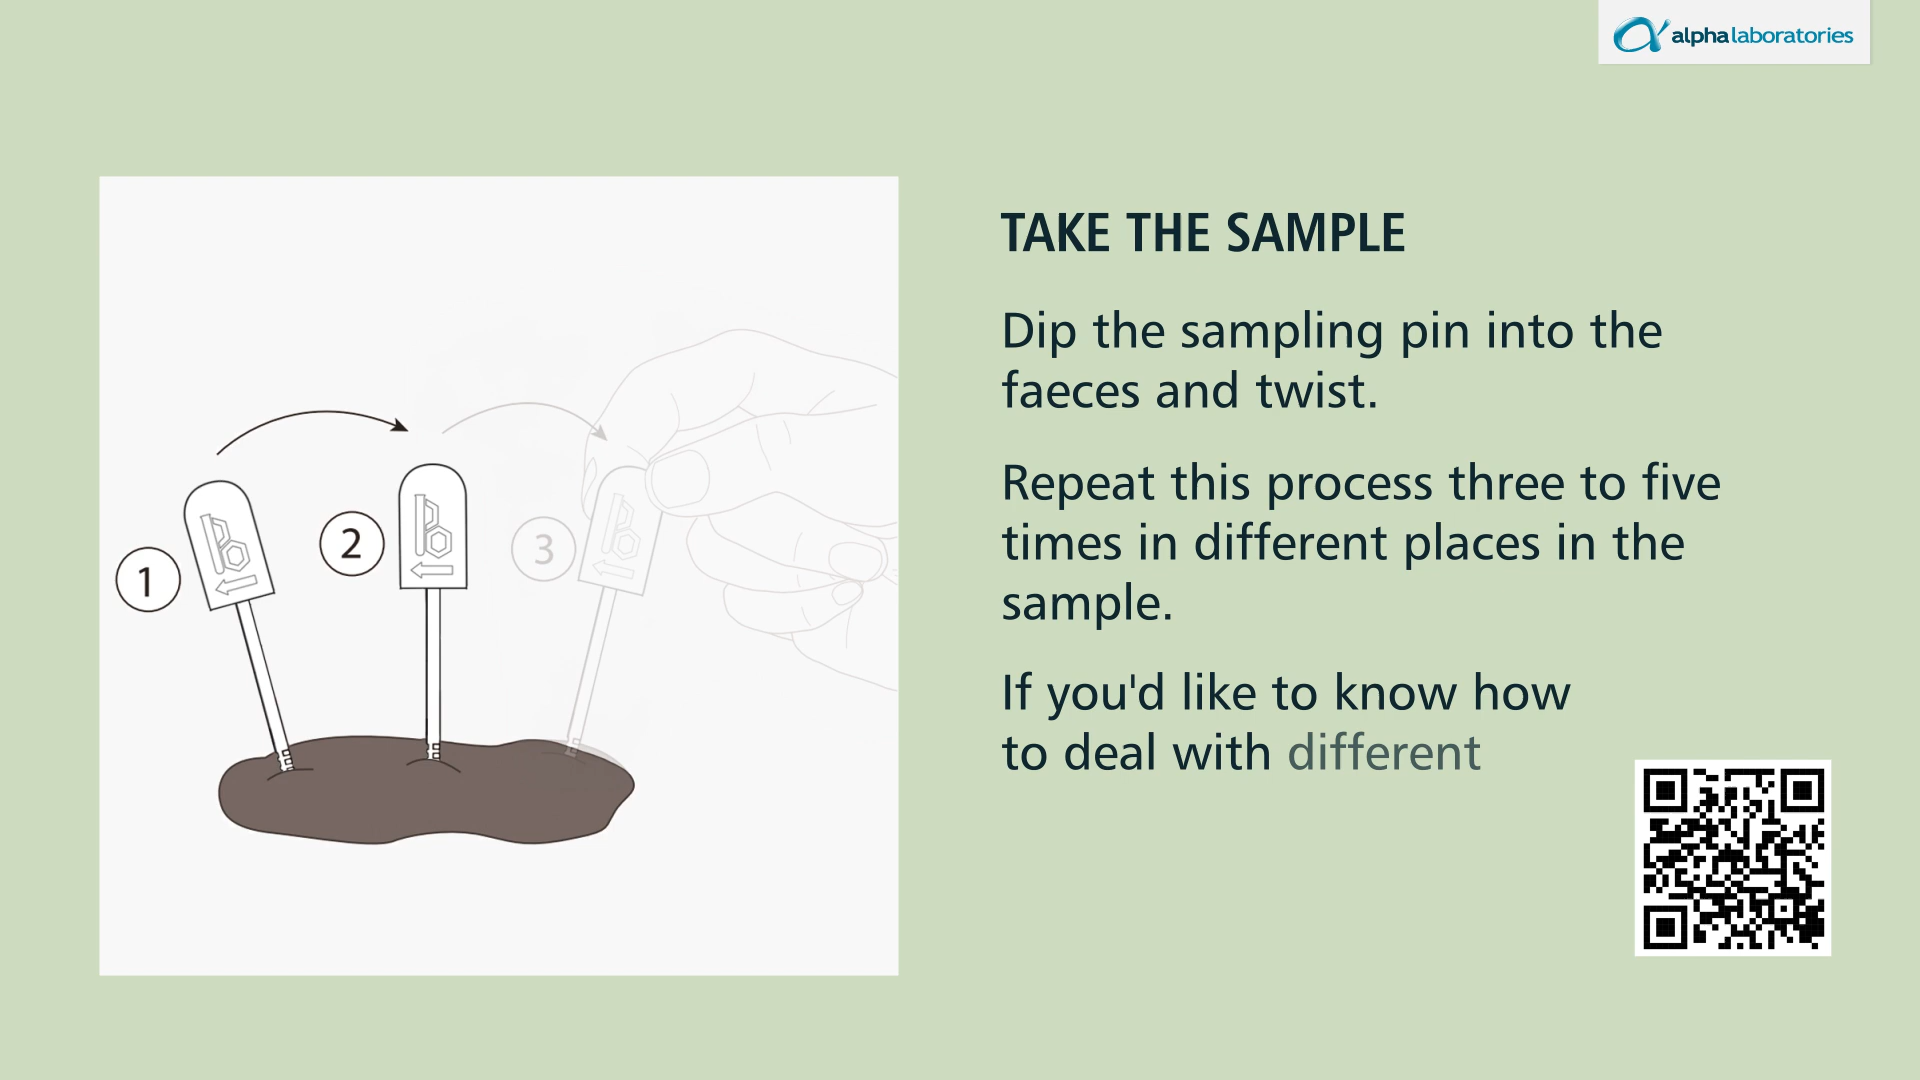 alpha laboratories
TAKE THE SAMPLE
Dip the sampling pin into the
faeces and twist.
Repeat this process three to five
times in different places in the
sample.
If you'd like to know how
to deal with different
1
2
3